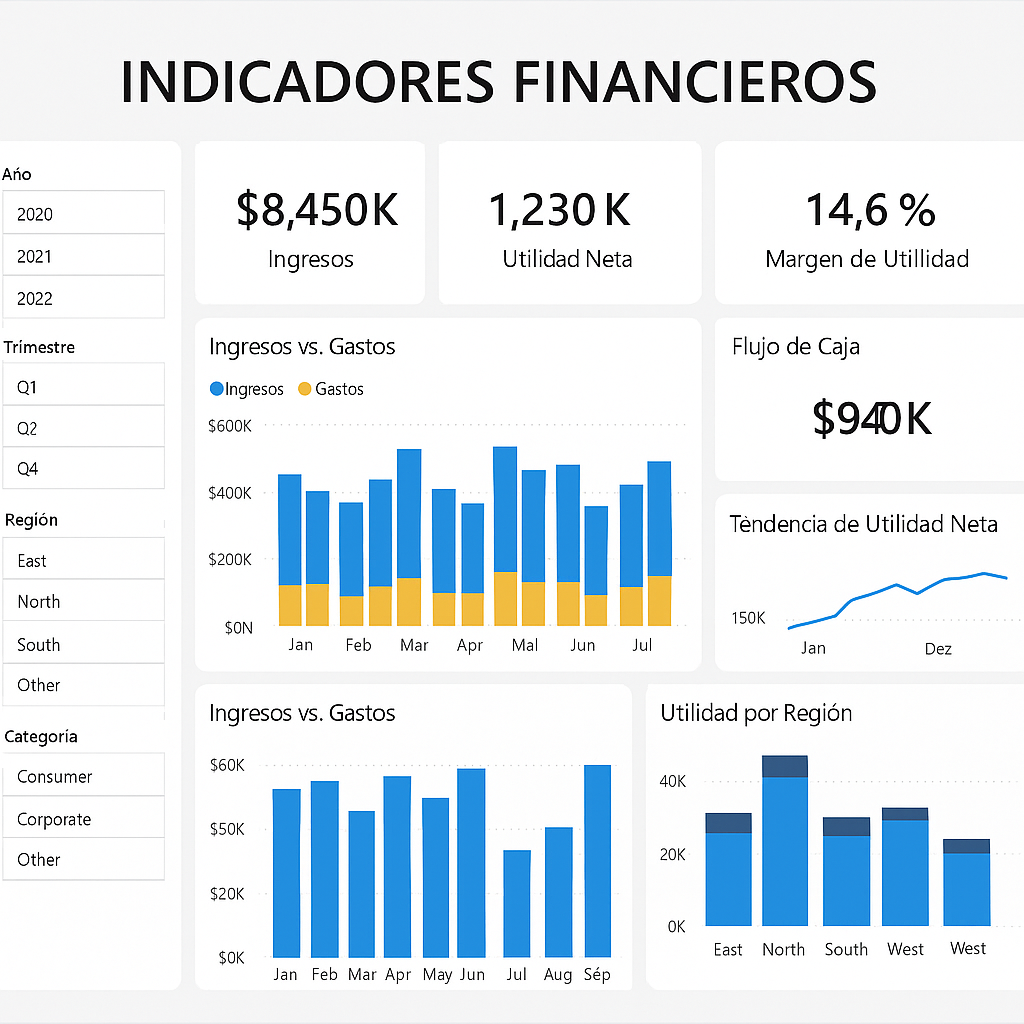 INDICADORES FINANCIEROS
Año
2020
2021
2022
Trimestre
Q1
Q2
Q4
Región
East
North
South
Other
Categoría
Consumer
Corporate
Other
$8,450K
Ingresos
1,230 K
Utilidad Neta
14,6 %
Margen de Utillidad
Ingresos vs. Gastos
Ingresos Gastos
$600K
$400K
$200K
$0N
Jan Feb Mar Apr Mal Jun Jul
Flujo de Caja
Tendencia de Utilidad Neta
150K
Jan Dez
Ingresos vs. Gastos
$60K
$50K
$20K
$0K
Jan Feb Mar Apr May Jun Jul Aug Sép
Utilidad por Región
40K
20K
0K
East North South West West